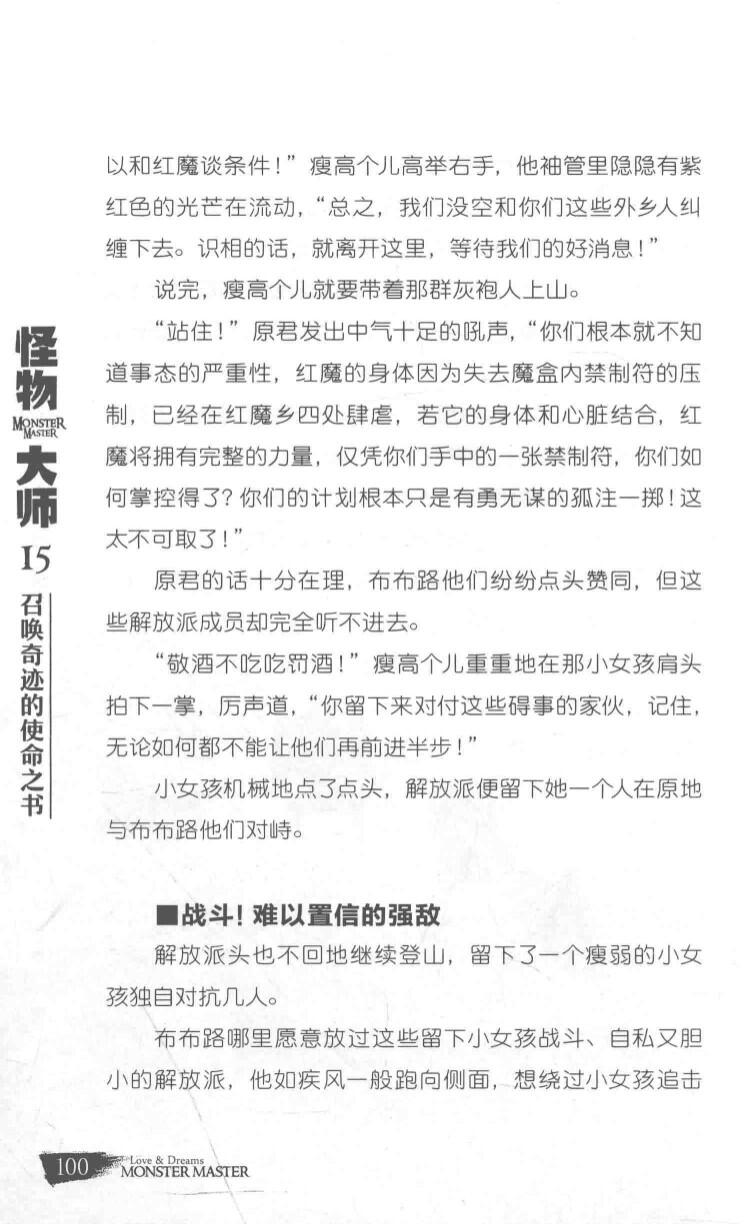 以和红魔谈条件！”瘦高个儿高举右手，他袖管里隐隐有紫
红色的光芒在流动，“总之，我们没空和你们这些外乡人纠
缠下去。识相的话，就离开这里，等待我们的好消息！”
说完，瘦高个儿就要带着那群灰袍人上山。
“站住！”原君发出中气十足的吼声，“你们根本就不知
道事态的严重性，红魔的身体因为失去魔盒内禁制符的压
制，已经在红魔乡四处肆虐，若它的身体和心脏结合，红
魔将拥有完整的力量，仅凭你们手中的一张禁制符，你们如
何掌控得了？你们的计划根本只是有勇无谋的孤注一掷！这
太不可取了！”
原君的话十分在理，布布路他们纷纷点头赞同，但这
些解放派成员却完全听不进去。
“敬酒不吃吃罚酒！”瘦高个儿重重地在那小女孩肩头
拍下一掌，厉声道，“你留下来对付这些碍事的家伙，记住，
无论如何都不能让他们再前进半步！”
小女孩机械地点了点头，解放派便留下她一个人在原地
与布布路他们对峙。
■战斗！难以置信的强敌
解放派头也不回地继续登山，留下了一个瘦弱的小女
孩独自对抗几人。
布布路哪里愿意放过这些留下小女孩战斗、自私又胆
小的解放派，他如疾风一般跑向侧面，想绕过小女孩追击
怪物
MONSTER
MASTER
大师
15
召唤奇迹的使命之书
100
Love & Dreams
MONSTER MASTER